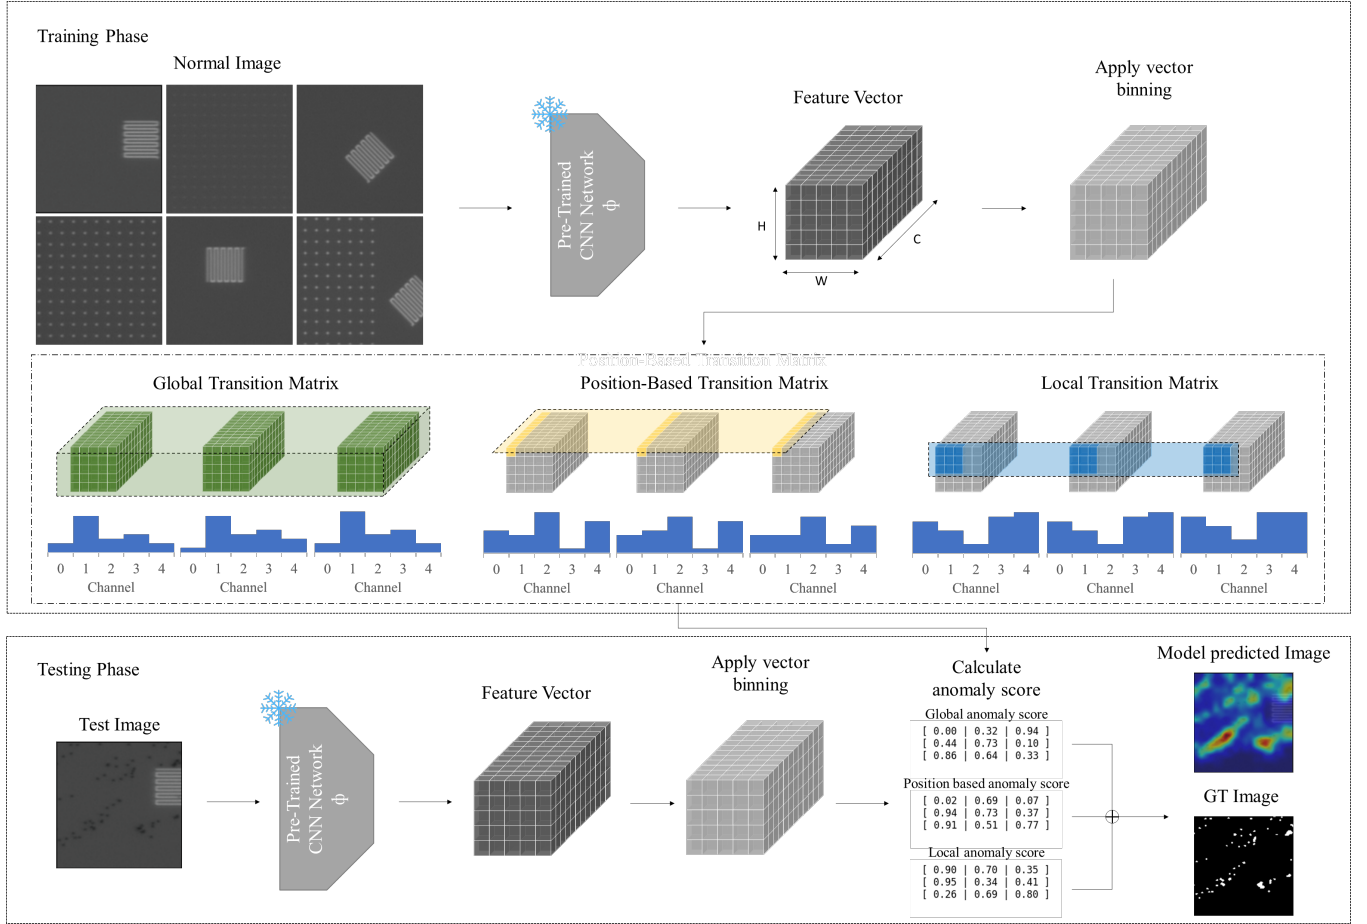 Training Phase
Normal Image
Pre-Trained
CNN Network
ϕ
Feature Vector
H
W
C
Apply vector
binning
Position-Based Transition Matrix
Global Transition Matrix
Position-Based Transition Matrix
Local Transition Matrix
0 1 2 3 4
Channel
0 1 2 3 4
Channel
0 1 2 3 4
Channel
0 1 2 3 4
Channel
0 1 2 3 4
Channel
0 1 2 3 4
Channel
0 1 2 3 4
Channel
0 1 2 3 4
Channel
0 1 2 3 4
Channel
Testing Phase
Test Image
Pre-Trained
CNN Network
ϕ
Feature Vector
Apply vector
binning
Calculate
anomaly score
Global anomaly score
[ 0.00 | 0.32 | 0.94 ]
[ 0.44 | 0.73 | 0.10 ]
[ 0.86 | 0.64 | 0.33 ]
Position based anomaly score
[ 0.02 | 0.69 | 0.07 ]
[ 0.94 | 0.73 | 0.37 ]
[ 0.91 | 0.51 | 0.77 ]
Local anomaly score
[ 0.90 | 0.70 | 0.35 ]
[ 0.95 | 0.34 | 0.41 ]
[ 0.26 | 0.69 | 0.80 ]
Model predicted Image
GT Image